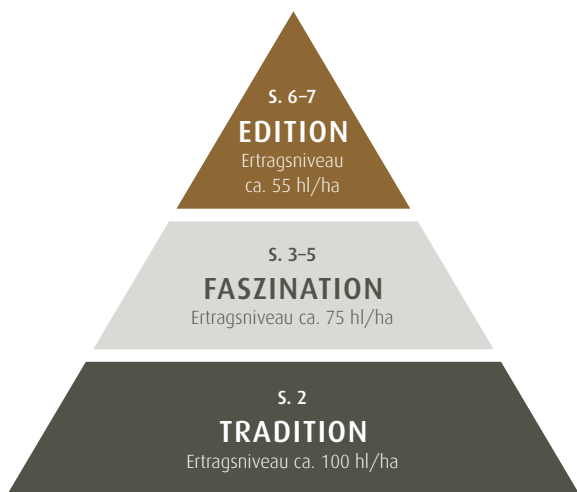 S. 6–7
EDITION
Ertragsniveau
ca. 55 hl/ha
S. 3–5
FASZINATION
Ertragsniveau ca. 75 hl/ha
S. 2
TRADITION
Ertragsniveau ca. 100 hl/ha